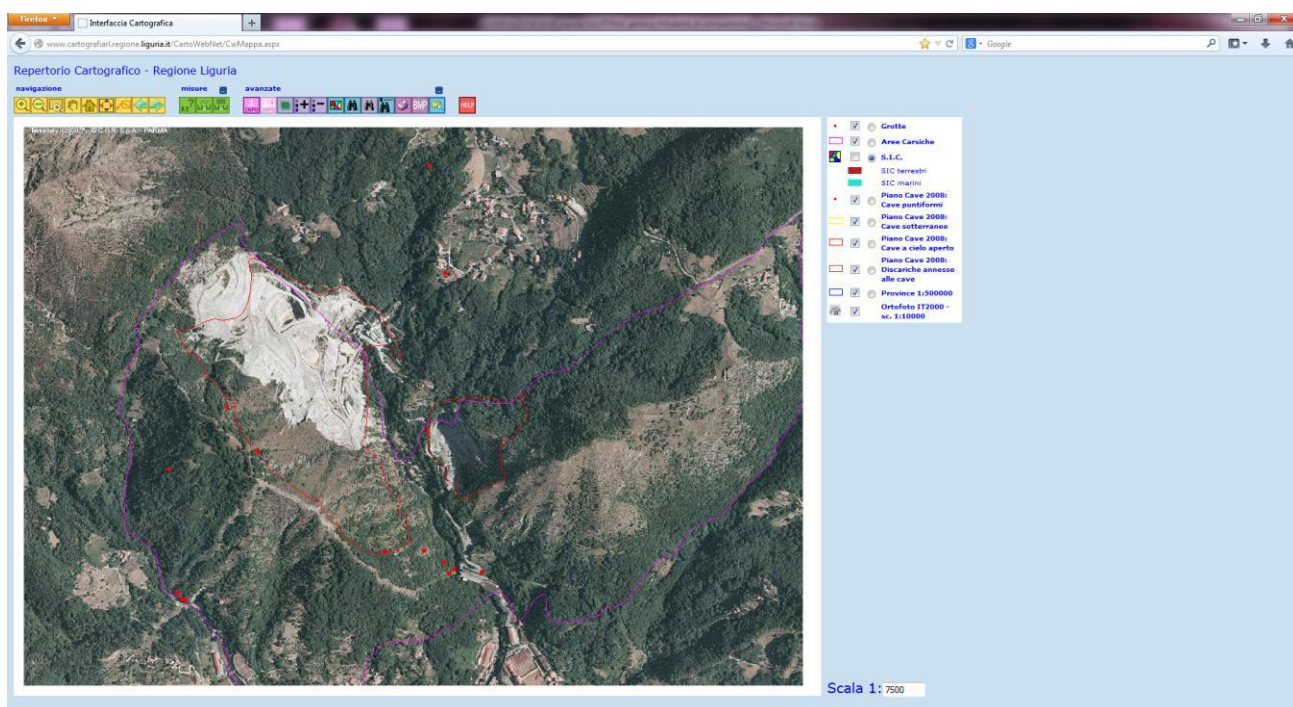 Firefox
Interfaccia Cartografica
+
www.cartografiarl.regione.liguria.it/CartoWebNet/CwMappa.aspx
Google
Repertorio Cartografico - Regione Liguria
navigazione
misure
avanzate
BMP
HELP
PARMA
Grotte
Aree Carsiche
S.I.C.
SIC terrestri
SIC marini
Piano Cave 2008:
Cave puntiformi
Piano Cave 2008:
Cave sotterranee
Piano Cave 2008:
Cave a cielo aperto
Piano Cave 2008:
Discariche annesse
alle cave
Province 1:500000
Ortofoto IT2000 -
sc. 1:10000
Scala 1: 7500